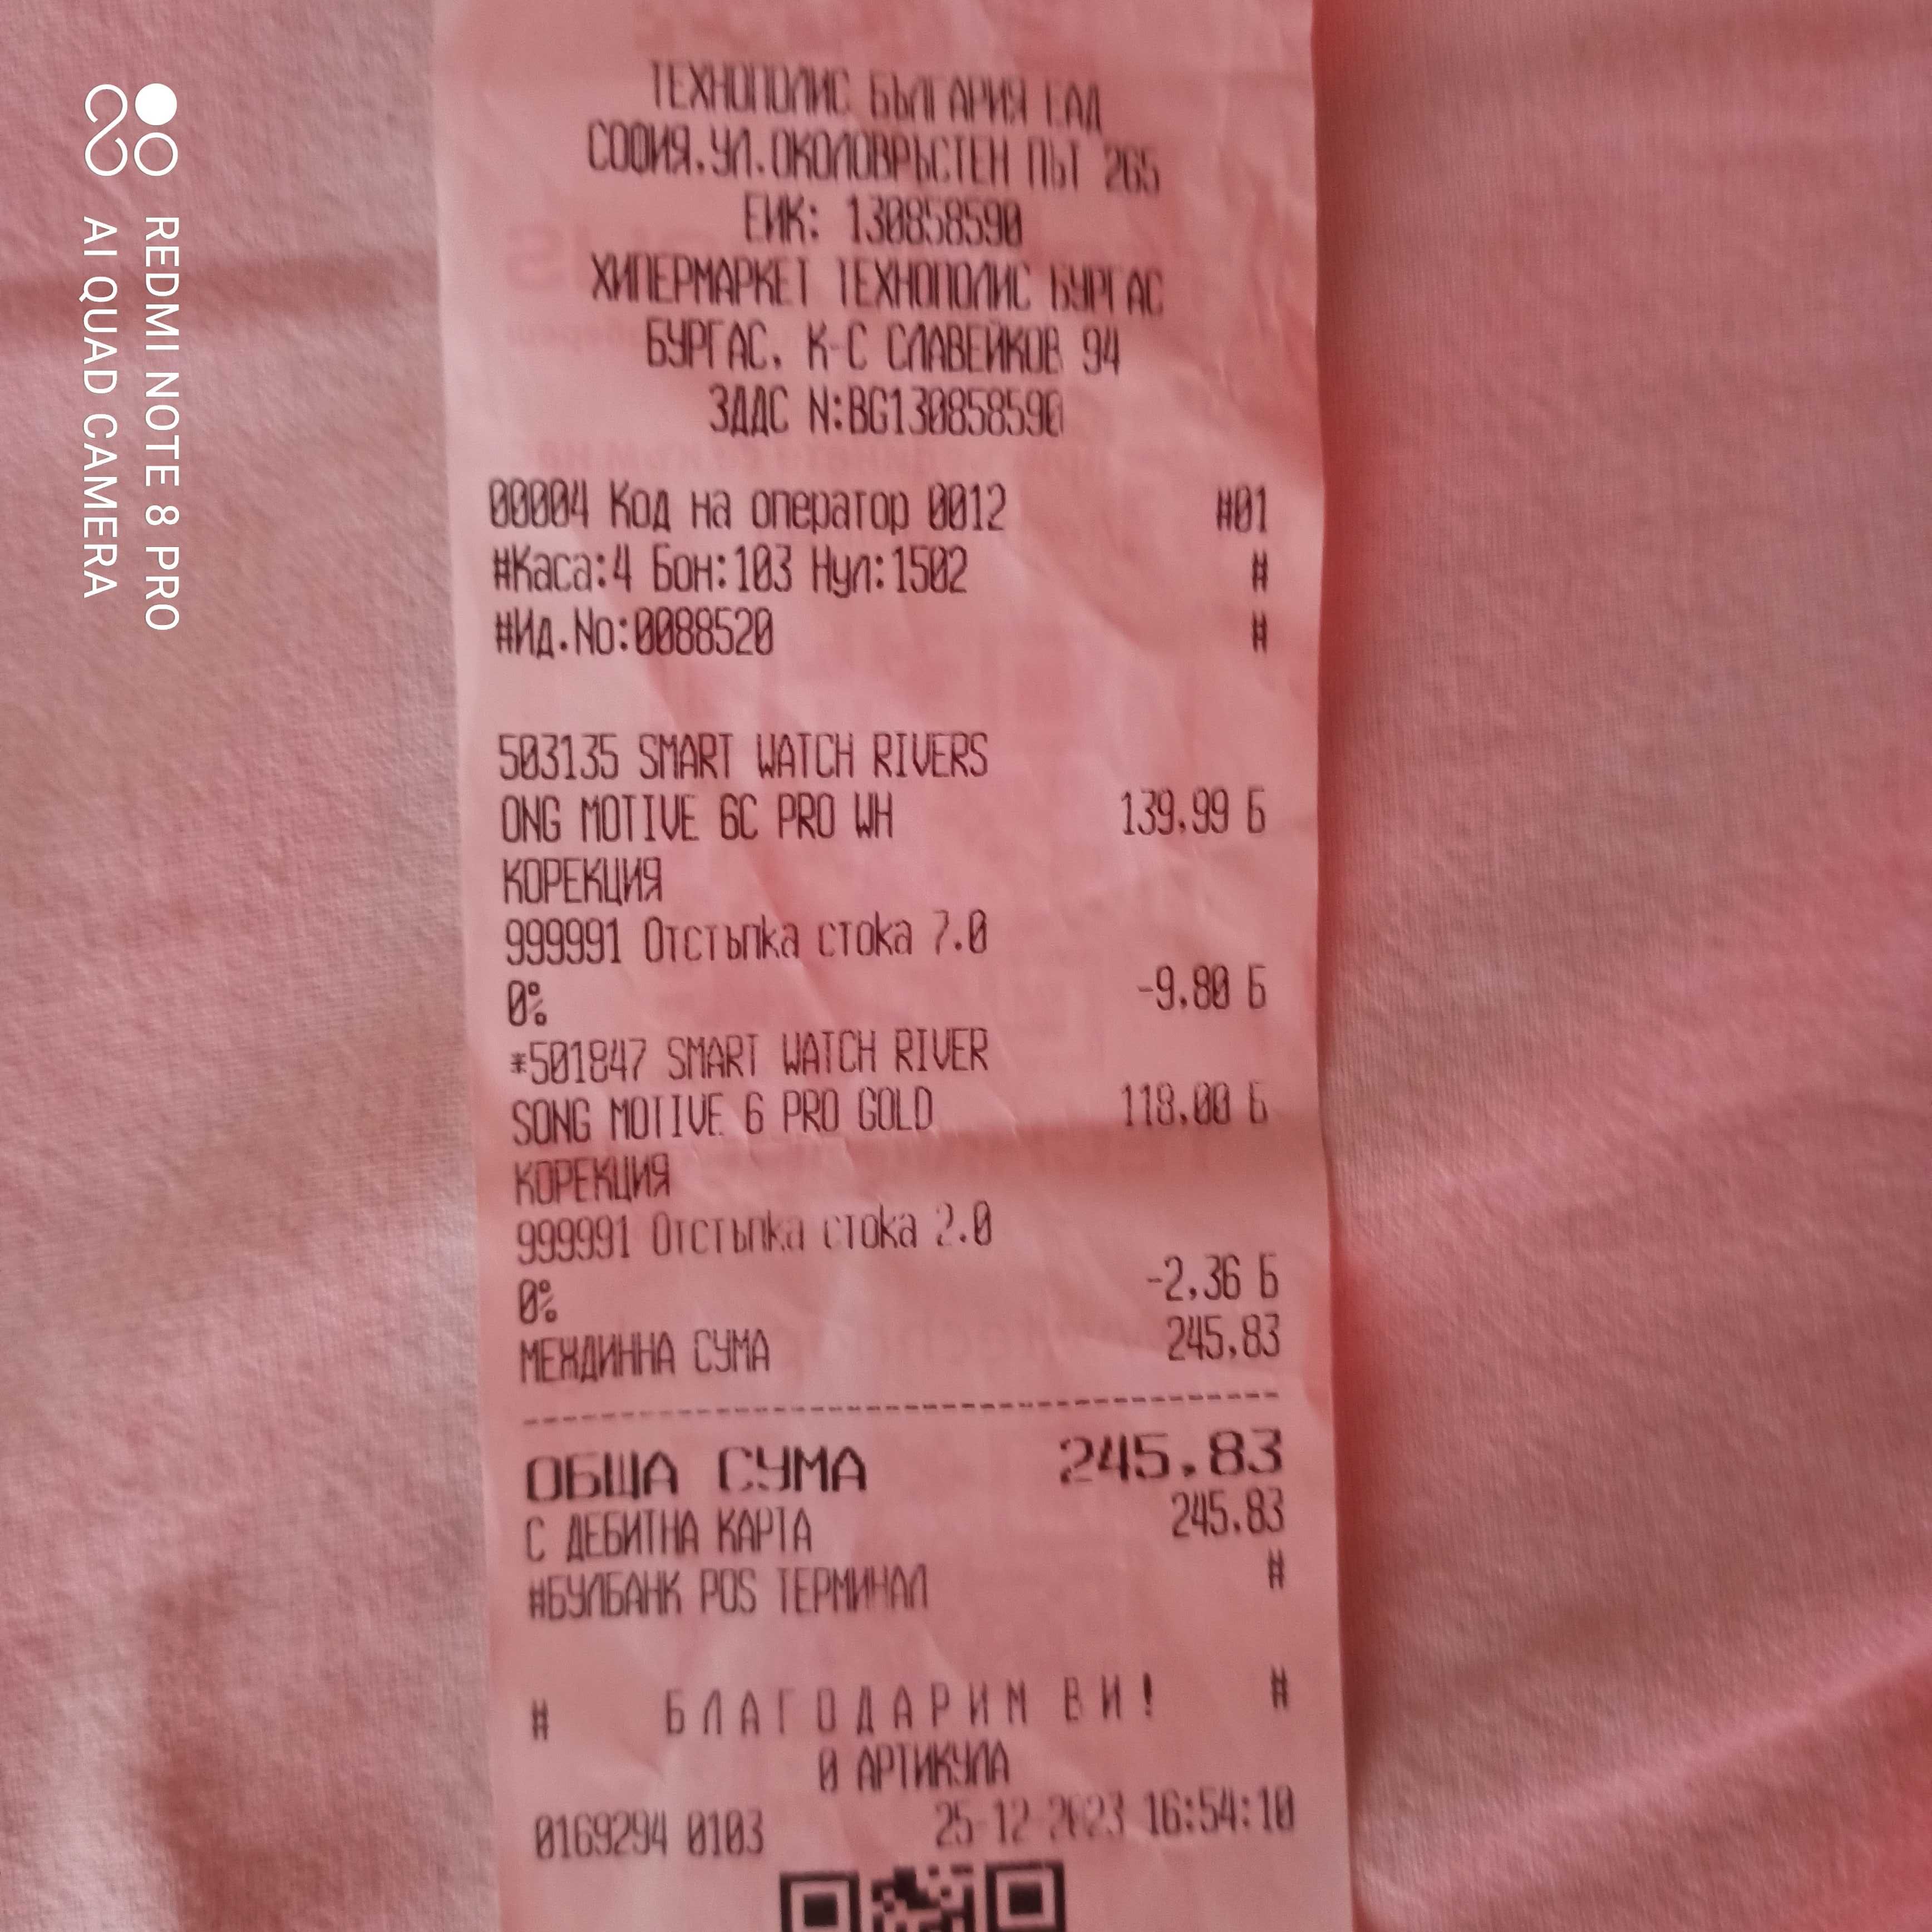 REDMI NOTE 8 PRO
AI QUAD CAMERA
ТЕХНОПОЛИС БЪЛГАРИЯ ЕАД
СОФИЯ.УЛ.ОКОЛОВРЪСТЕН ПЪТ 265
ЕИК: 130858590
ХИПЕРМАРКЕТ ТЕХНОПОЛИС БУРГАС
БУРГАС, К-С СЛАВЕЙКОВ 94
ЗДДС N:BG130858590
00004 Код на оператор 0012 #01
#Каса:4 Бон:103 Нул:1502 #
#Ид.No:0088520 #
503135 SMART WATCH RIVERS
ONG MOTIVE 6C PRO WH 139.99 Б
КОРЕКЦИЯ
999991 Отстъпка стока 7.0
0% -9.80 Б
*501847 SMART WATCH RIVER
SONG MOTIVE 6 PRO GOLD 118.00 Б
КОРЕКЦИЯ
999991 Отстъпка стока 2.0
0% -2.36 Б
МЕЖДИННА СУМА 245.83
ОБЩА СУМА 245.83
С ДЕБИТНА КАРТА 245.83
#БУЛБАНК POS ТЕРМИНАЛ #
# БЛАГОДАРИМ ВИ! #
0 АРТИКУЛА
0169294 0103 25-12-2023 16:54:10